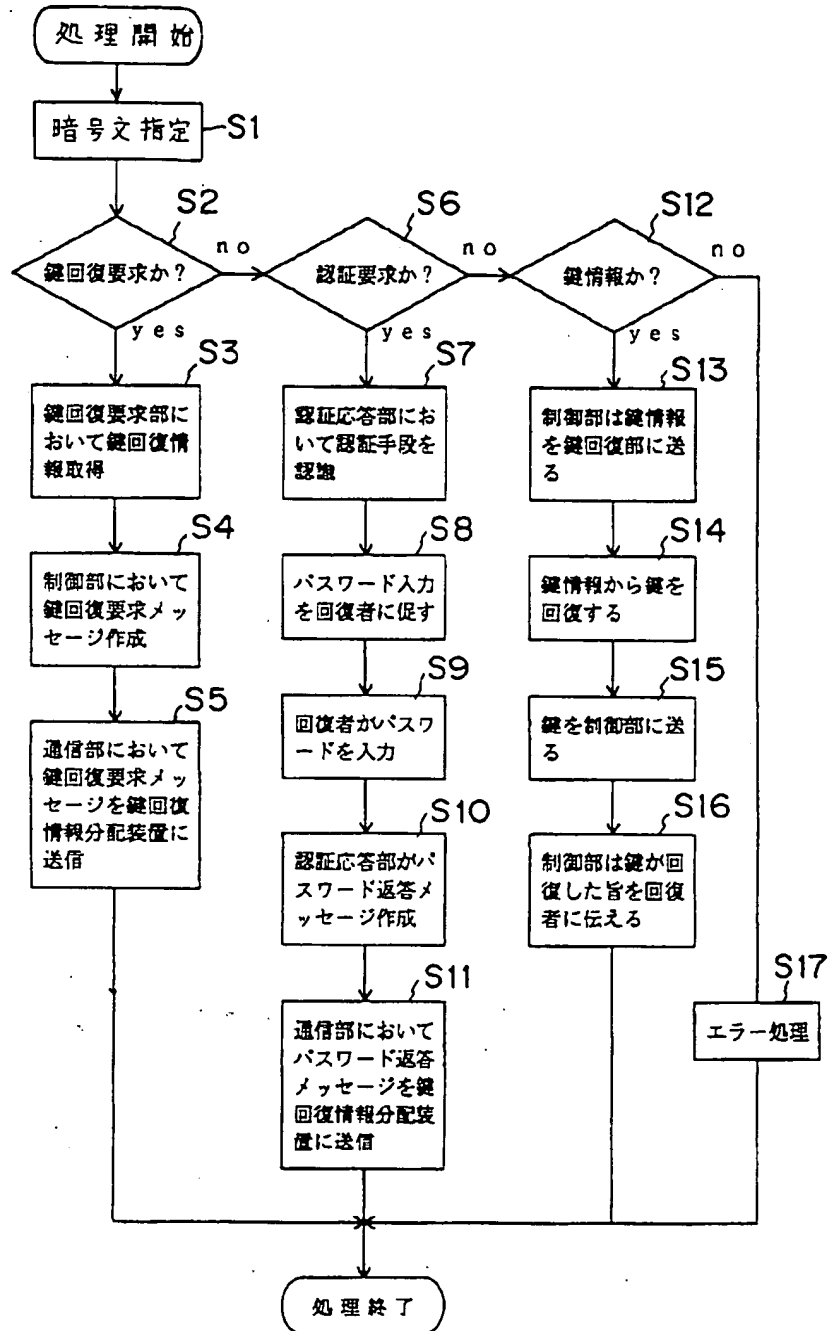 処理開始
暗号文指定
S1
S2
鍵回復要求か?
no
yes
S3
鍵回復要求部に
おいて鍵回復情
報取得
S4
制御部において
鍵回復要求メッ
セージ作成
S5
通信部において
鍵回復要求メッ
セージを鍵回復
情報分配装置に
送信
S6
認証要求か?
no
yes
S7
認証応答部にお
いて認証手段を
認識
S8
パスワード入力
を回復者に促す
S9
回復者がパスワ
ードを入力
S10
認証応答部がパ
スワード返答メ
ッセージ作成
S11
通信部において
パスワード返答
メッセージを鍵
回復情報分配装
置に送信
S12
鍵情報か?
no
yes
S13
制御部は鍵情報
を鍵回復部に送
る
S14
鍵情報から鍵を
回復する
S15
鍵を制御部に送
る
S16
制御部は鍵が回
復した旨を回復
者に伝える
S17
エラー処理
処理終了